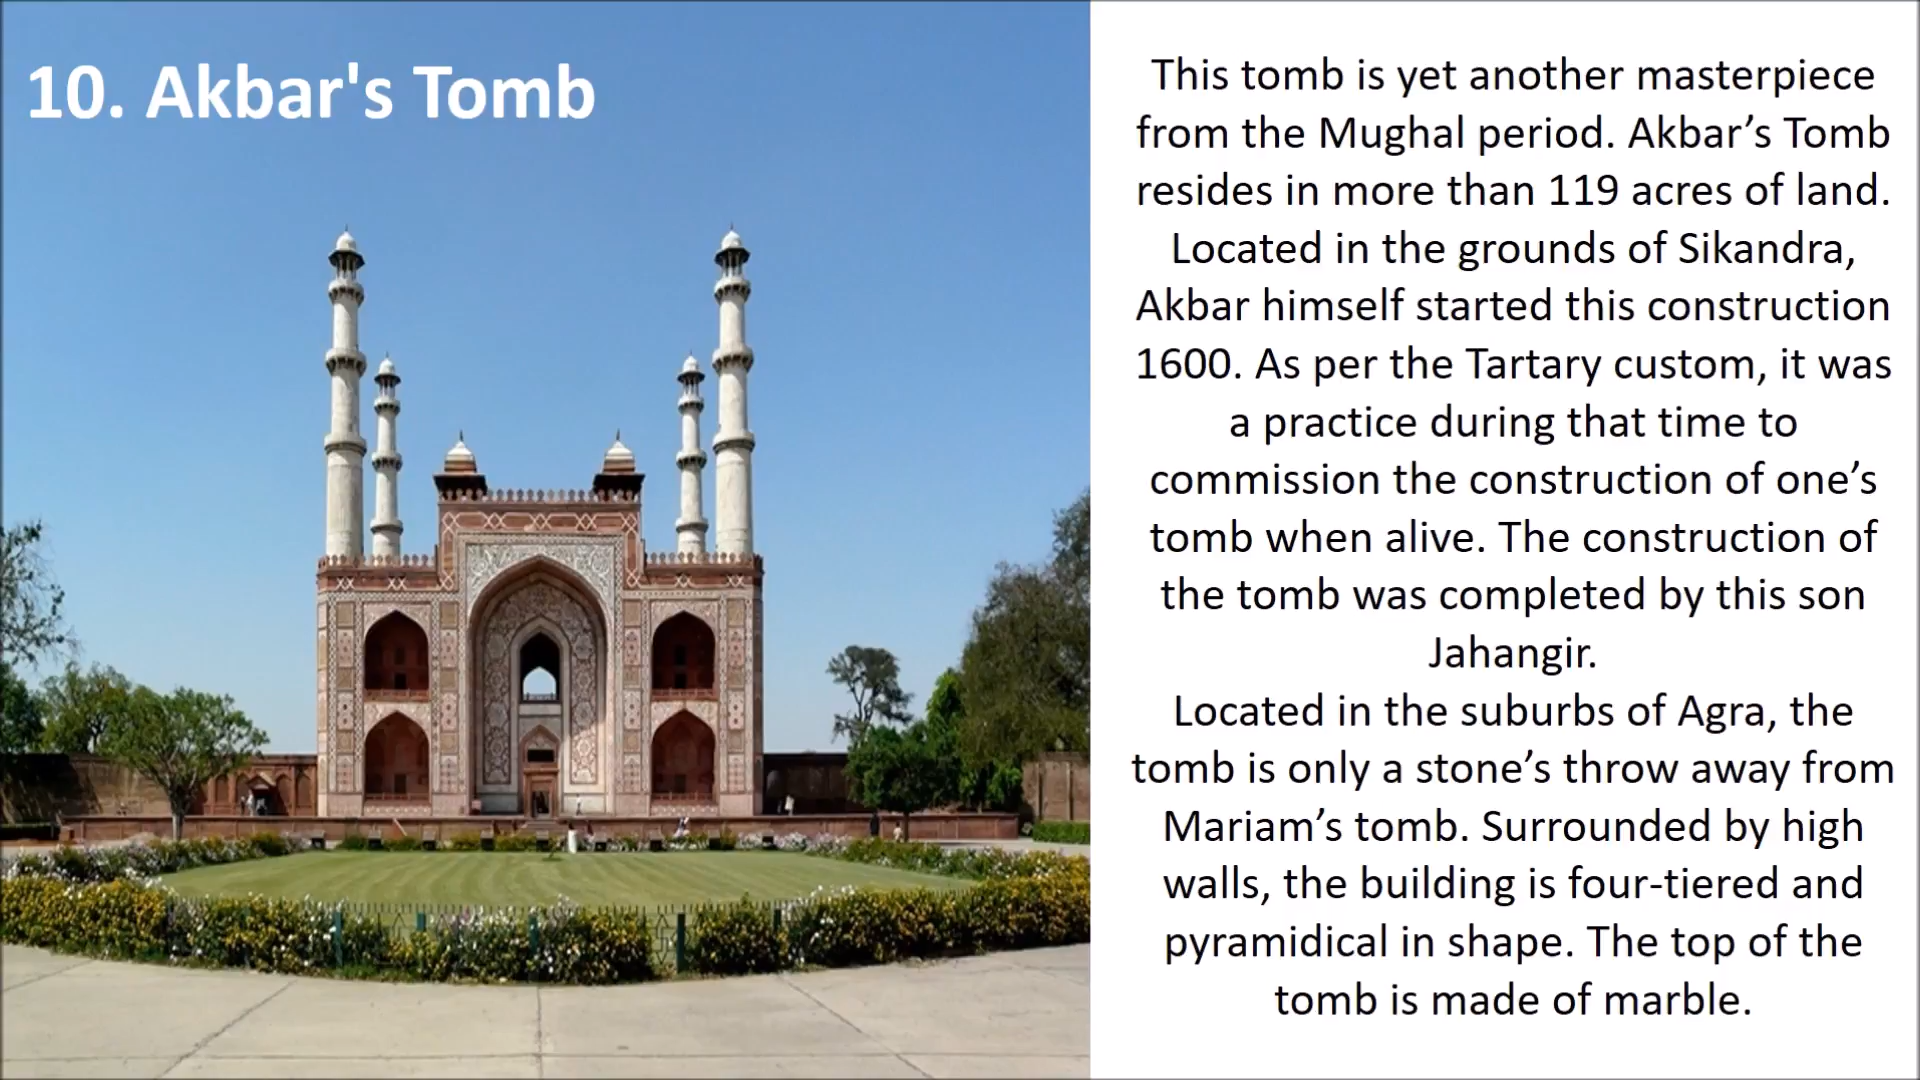 10. Akbar's Tomb
This tomb is yet another masterpiece
from the Mughal period. Akbar’s Tomb
resides in more than 119 acres of land.
Located in the grounds of Sikandra,
Akbar himself started this construction
1600. As per the Tartary custom, it was
a practice during that time to
commission the construction of one’s
tomb when alive. The construction of
the tomb was completed by this son
Jahangir.
Located in the suburbs of Agra, the
tomb is only a stone’s throw away from
Mariam’s tomb. Surrounded by high
walls, the building is four-tiered and
pyramidical in shape. The top of the
tomb is made of marble.